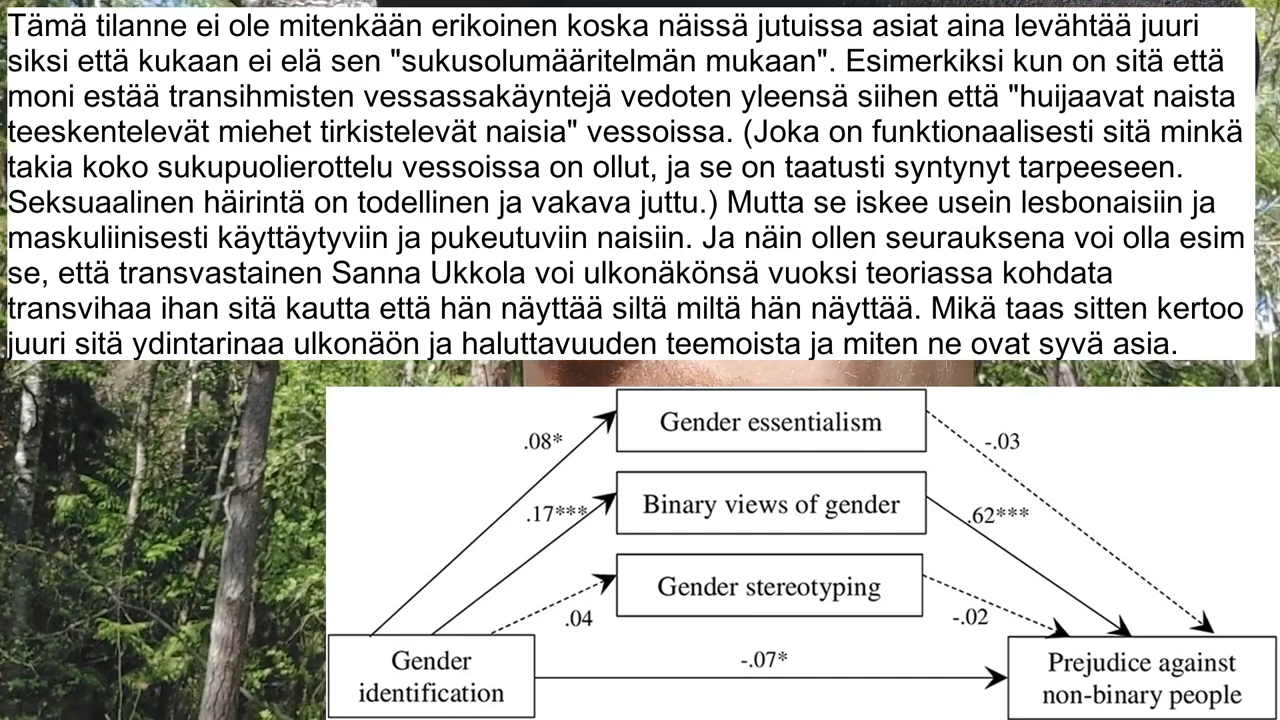 Tämä tilanne ei ole mitenkään erikoinen koska näissä jutuissa asiat aina levähtää juuri
siksi että kukaan ei elä sen "sukusolumääritelmän mukaan". Esimerkiksi kun on sitä että
moni estää transihmisten vessassakäyntejä vedoten yleensä siihen että "huijaavat naista
teeskentelevät miehet tirkistelevät naisia" vessoissa. (Joka on funktionaalisesti sitä minkä
takia koko sukupuolierottelu vessoissa on ollut, ja se on taatusti syntynyt tarpeeseen.
Seksuaalinen häirintä on todellinen ja vakava juttu.) Mutta se iskee usein lesbonaisiin ja
maskuliinisesti käyttäytyviin ja pukeutuviin naisiin. Ja näin ollen seurauksena voi olla esim
se, että transvastainen Sanna Ukkola voi ulkonäkönsä vuoksi teoriassa kohdata
transvihaa ihan sitä kautta että hän näyttää siltä miltä hän näyttää. Mikä taas sitten kertoo
juuri sitä ydintarinaa ulkonäön ja haluttavuuden teemoista ja miten ne ovat syvä asia.
Gender essentialism
.08*
-.03
Binary views of gender
.17***
.62***
Gender stereotyping
.04
-.02
Gender
identification
-.07*
Prejudice against
non-binary people